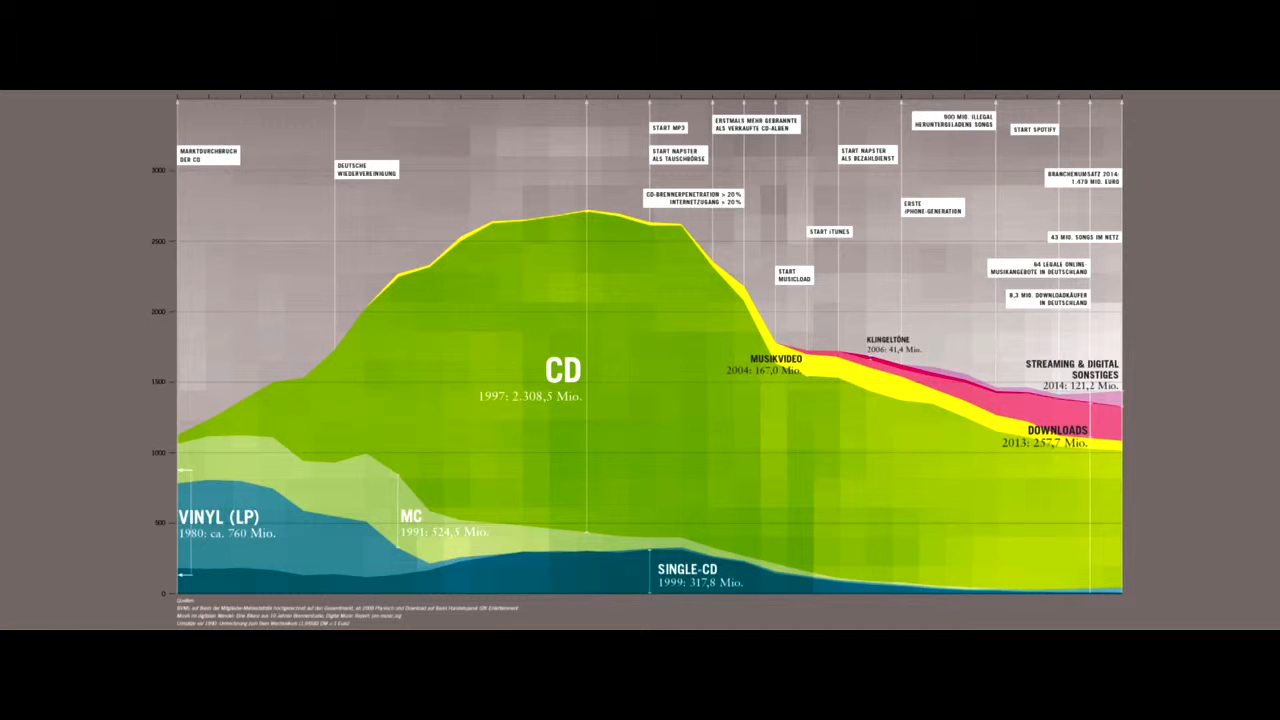 MARKTDURCHBRUCH
DER CD
DEUTSCHE
WIEDERVEREINIGUNG
START MP3
START NAPSTER
ALS TAUSCHBÖRSE
CD-BRENNERPENETRATION > 20 %
INTERNETZUGANG > 20 %
ERSTMALS MEHR GEBRANNTE
ALS VERKAUFTE CD-ALBEN
START
MUSICLOAD
START iTUNES
START NAPSTER
ALS BEZAHLDIENST
ERSTE
iPHONE-GENERATION
900 MIO. ILLEGAL
HERUNTERGELADENE SONGS
START SPOTIFY
BRANCHENUMSATZ 2014:
1.479 MIO. EURO
43 MIO. SONGS IM NETZ
64 LEGALE ONLINE-
MUSIKANGEBOTE IN DEUTSCHLAND
8,3 MIO. DOWNLOADKÄUFER
IN DEUTSCHLAND
3000
2500
2000
1500
1000
500
0
CD
1997: 2.308,5 Mio.
MUSIKVIDEO
2004: 167,0 Mio.
KLINGELTÖNE
2006: 41,4 Mio.
STREAMING & DIGITAL
SONSTIGES
2014: 121,2 Mio.
DOWNLOADS
2013: 257,7 Mio.
VINYL (LP)
1980: ca. 760 Mio.
MC
1991: 524,5 Mio.
SINGLE-CD
1999: 317,8 Mio.
Quellen: